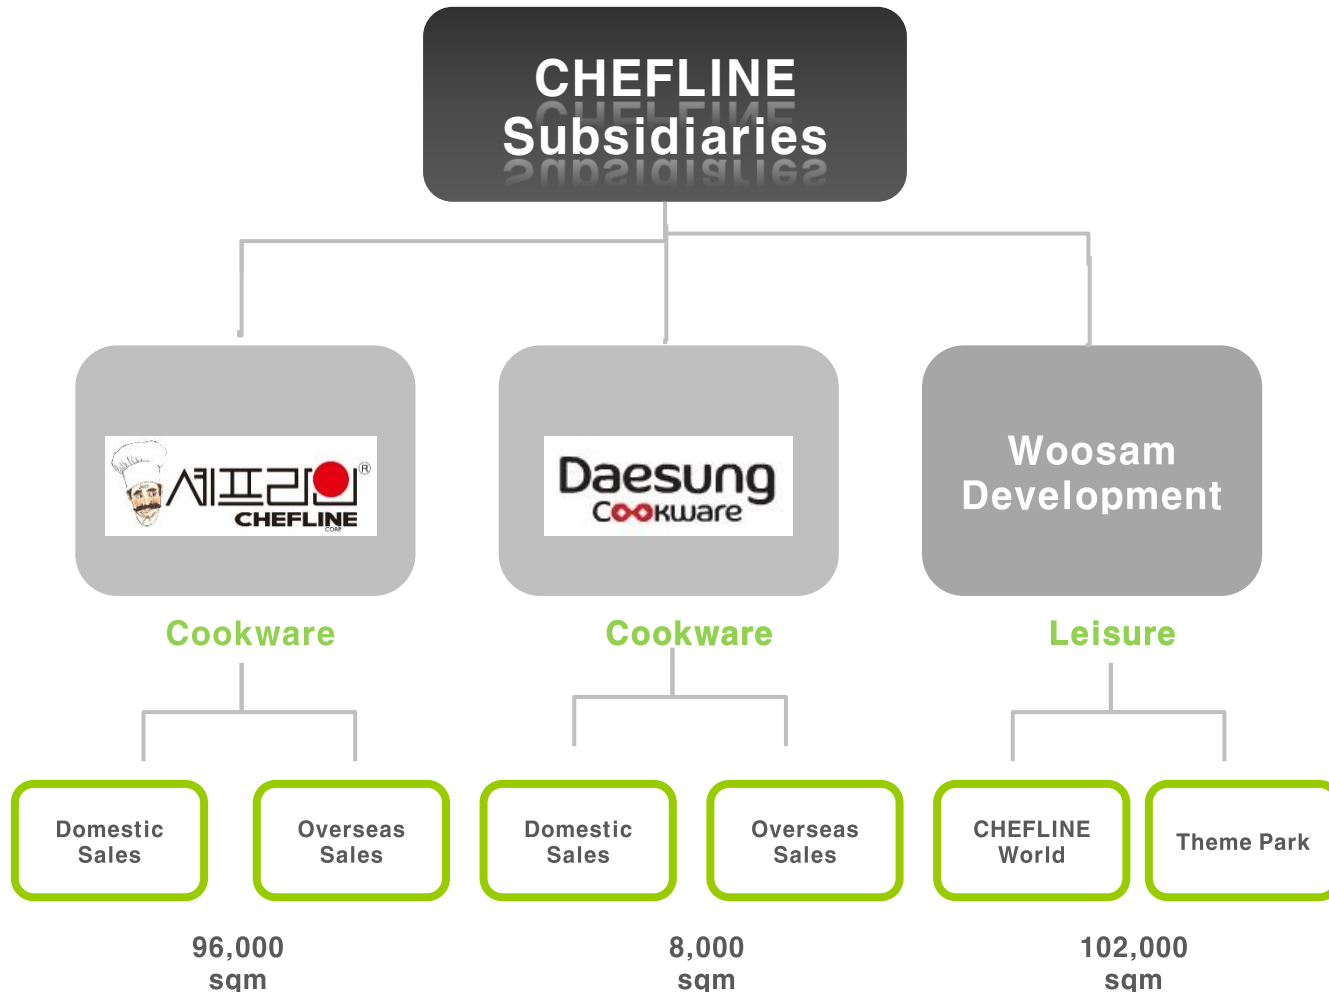 CHEFLINE
Subsidiaries
셰프라인®
CHEFLINE
CORP.
Daesung
Cookware
Woosam
Development
Cookware
Cookware
Leisure
Domestic
Sales
Overseas
Sales
Domestic
Sales
Overseas
Sales
CHEFLINE
World
Theme Park
96,000
sqm
8,000
sqm
102,000
sqm